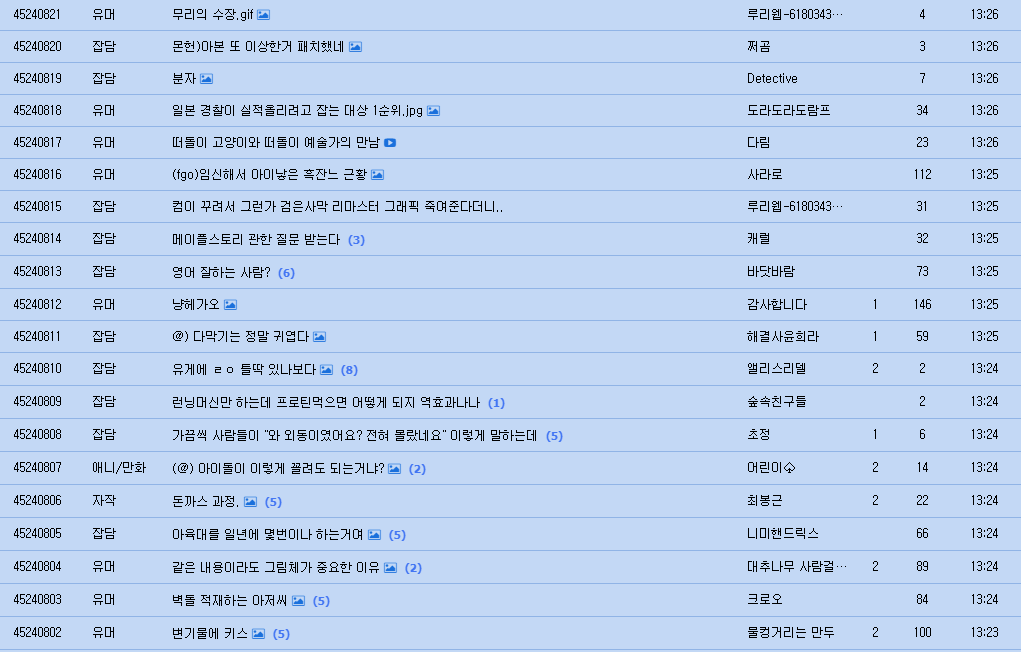 45240821 유머 무리의 수장.gif 루리웹-6180343··· 4 13:26
45240820 잡담 몬헌)아본 또 이상한거 패치했네 쩌곰 3 13:26
45240819 잡담 분자 Detective 7 13:26
45240818 유머 일본 경찰이 실적올리려고 잡는 대상 1순위.jpg 도라도라도람프 34 13:26
45240817 유머 떠돌이 고양이와 떠돌이 예술가의 만남 다림 23 13:26
45240816 유머 (fgo)임신해서 아이낳은 흑잔느 근황 사라로 112 13:25
45240815 잡담 컴이 꾸려서 그런가 검은사막 리마스터 그래픽 죽여준다더니.. 루리웹-6180343··· 31 13:25
45240814 잡담 메이플스토리 관한 질문 받는다 (3) 캐럴 32 13:25
45240813 잡담 영어 잘하는 사람? (6) 바닷바람 73 13:25
45240812 유머 냥헤가오 감사합니다 1 146 13:25
45240811 잡담 @) 다막기는 정말 귀엽다 해결사윤희라 1 59 13:25
45240810 잡담 유게에 ㄹㅇ 틀딱 있나보다 (8) 앨리스리델 2 2 13:24
45240809 잡담 런닝머신만 하는데 프로틴먹으면 어떻게 되지 역효과나나 (1) 숲속친구들 2 13:24
45240808 잡담 가끔씩 사람들이 "와 외동이였어요? 전혀 몰랐네요" 이렇게 말하는데 (5) 초정 1 6 13:24
45240807 애니/만화 (@) 아이돌이 이렇게 꼴려도 되는거냐? (2) 어린이♤ 2 14 13:24
45240806 자작 돈까스 과정. (5) 최봉근 2 22 13:24
45240805 잡담 아육대를 일년에 몇번이나 하는거여 (5) 니미핸드릭스 66 13:24
45240804 유머 같은 내용이라도 그림체가 중요한 이유 (2) 대추나무 사람걸··· 2 89 13:24
45240803 유머 벽돌 적재하는 아저씨 (5) 크로오 84 13:24
45240802 유머 변기물에 키스 (5) 물컹거리는 만두 2 100 13:23